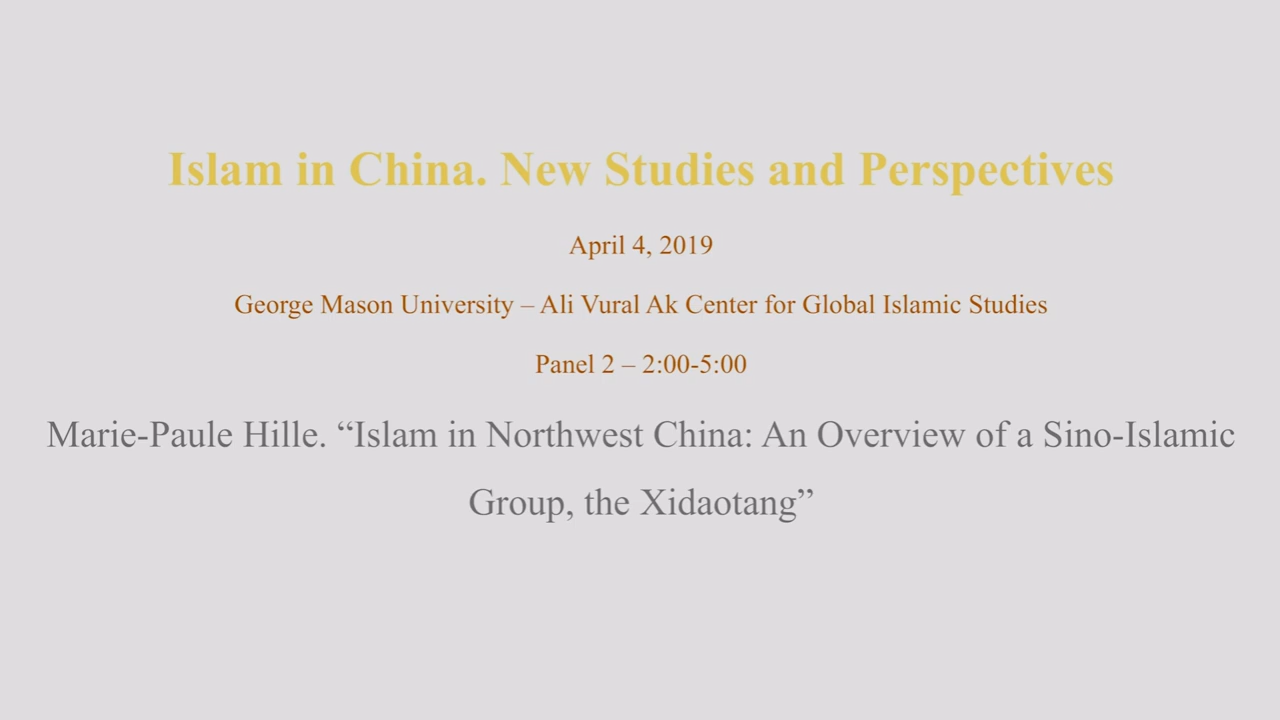 Islam in China. New Studies and Perspectives
April 4, 2019
George Mason University – Ali Vural Ak Center for Global Islamic Studies
Panel 2 – 2:00-5:00
Marie-Paule Hille. “Islam in Northwest China: An Overview of a Sino-Islamic
Group, the Xidaotang”